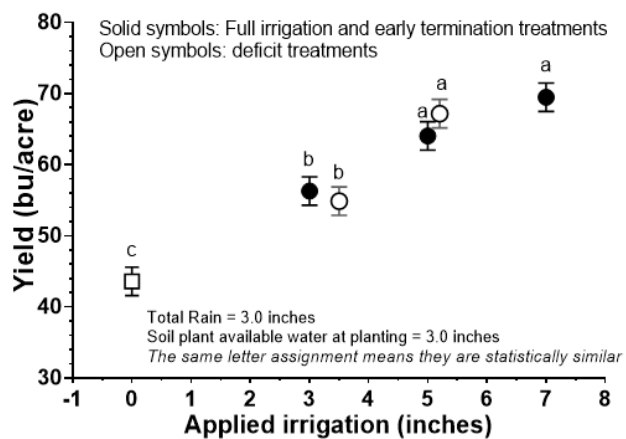 Solid symbols: Full irrigation and early termination treatments
Open symbols: deficit treatments
Yield (bu/acre)
80
70
60
50
40
30
a
a
a
b
b
c
Total Rain = 3.0 inches
Soil plant available water at planting = 3.0 inches
The same letter assignment means they are statistically similar
-1 0 1 2 3 4 5 6 7 8
Applied irrigation (inches)